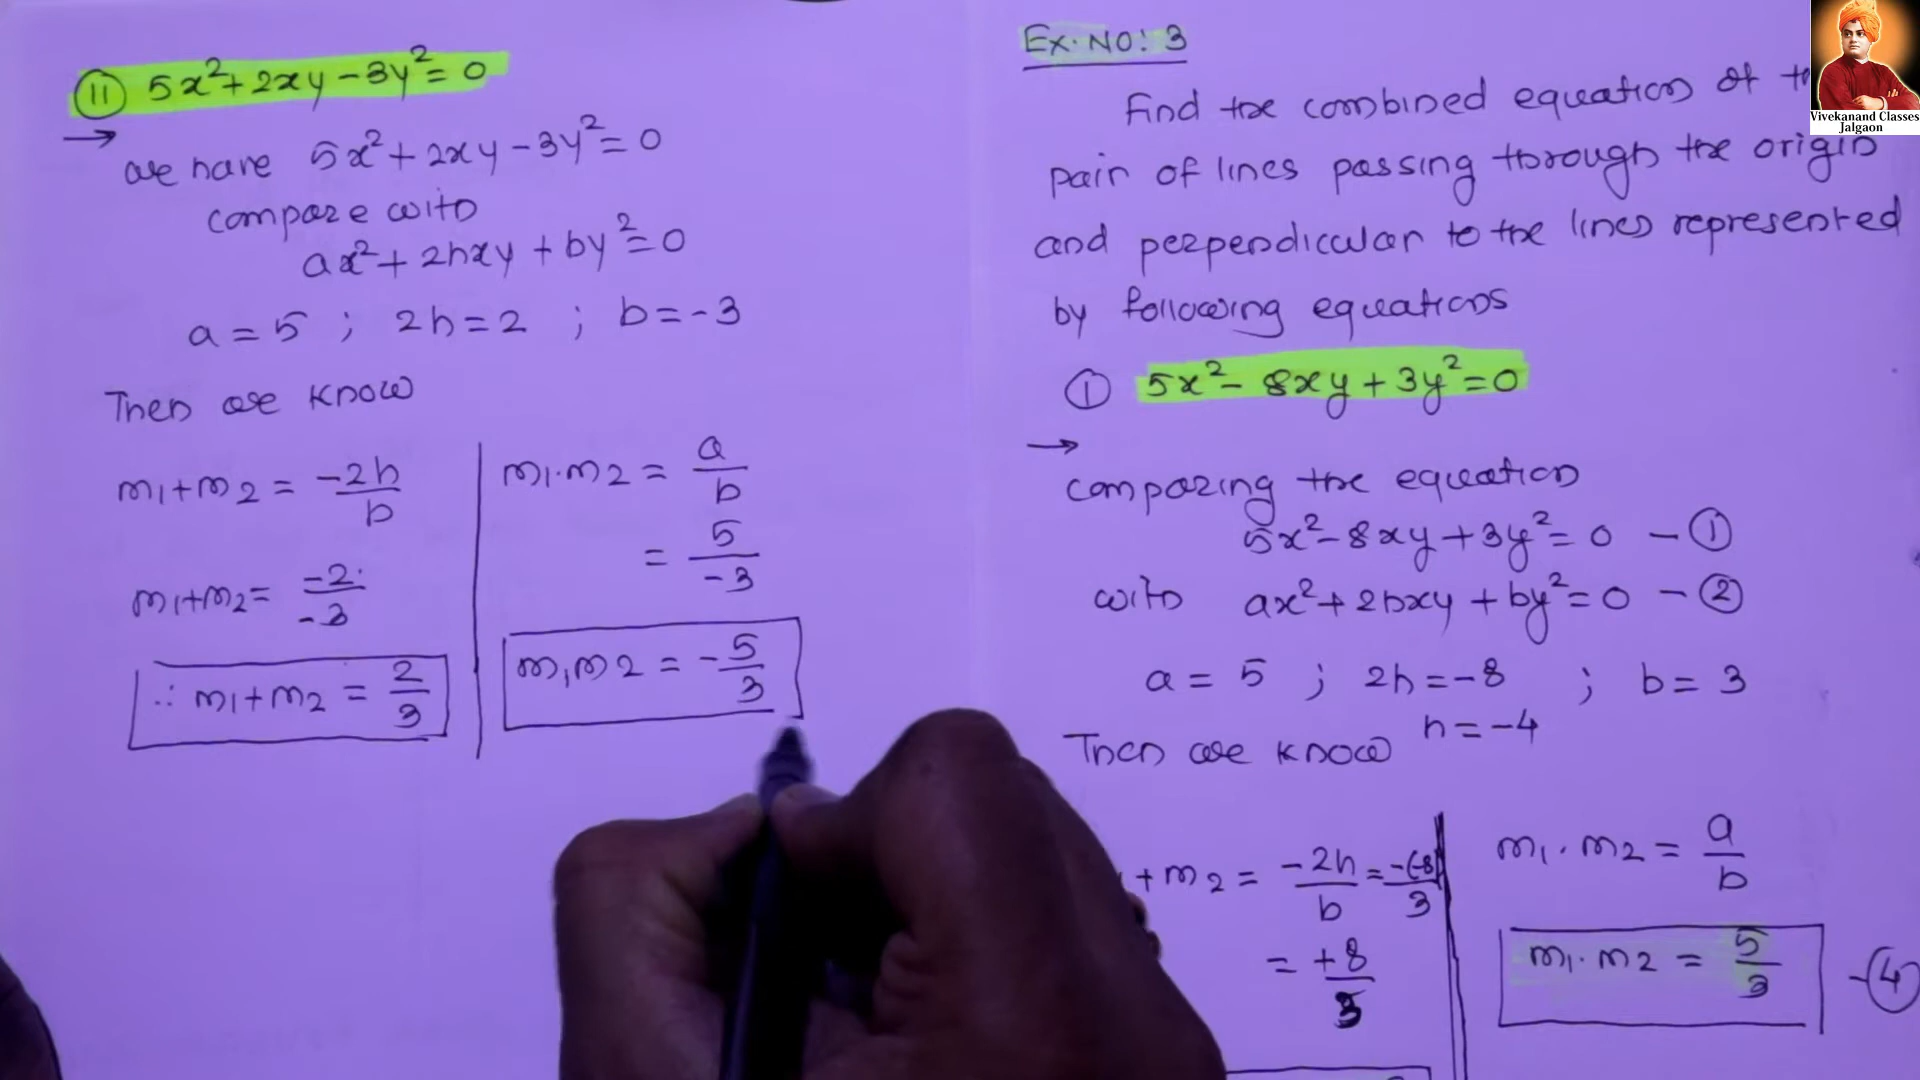 (II) 5x²+2xy-3y²=0
→
we have 5x²+2xy-3y²=0
compare with
ax²+2hxy+by²=0
a=5 ; 2h=2 ; b=-3
Then we know
m₁+m₂ = -2h/b
m₁+m₂= -2/-3
∴ m₁+m₂ = 2/3
m₁.m₂ = a/b
= 5/-3
m₁m₂ = -5/3
Ex.NO: 3
Find the combined equation of
pair of lines passing through the origin
and perpendicular to the lines represented
by following equations
(1) 5x²-8xy+3y²=0
→
comparing the equation
5x²-8xy+3y²=0 -(1)
with ax²+2hxy+by²=0 -(2)
a= 5 ; 2h=-8 ; b= 3
h=-4
Then we know
+m₂ = -2h/b = -(-8)/3
= +8/3
m₁.m₂ = a/b
m₁.m₂ = 5/3 -(4)
Vivekanand Classes
Jalgaon